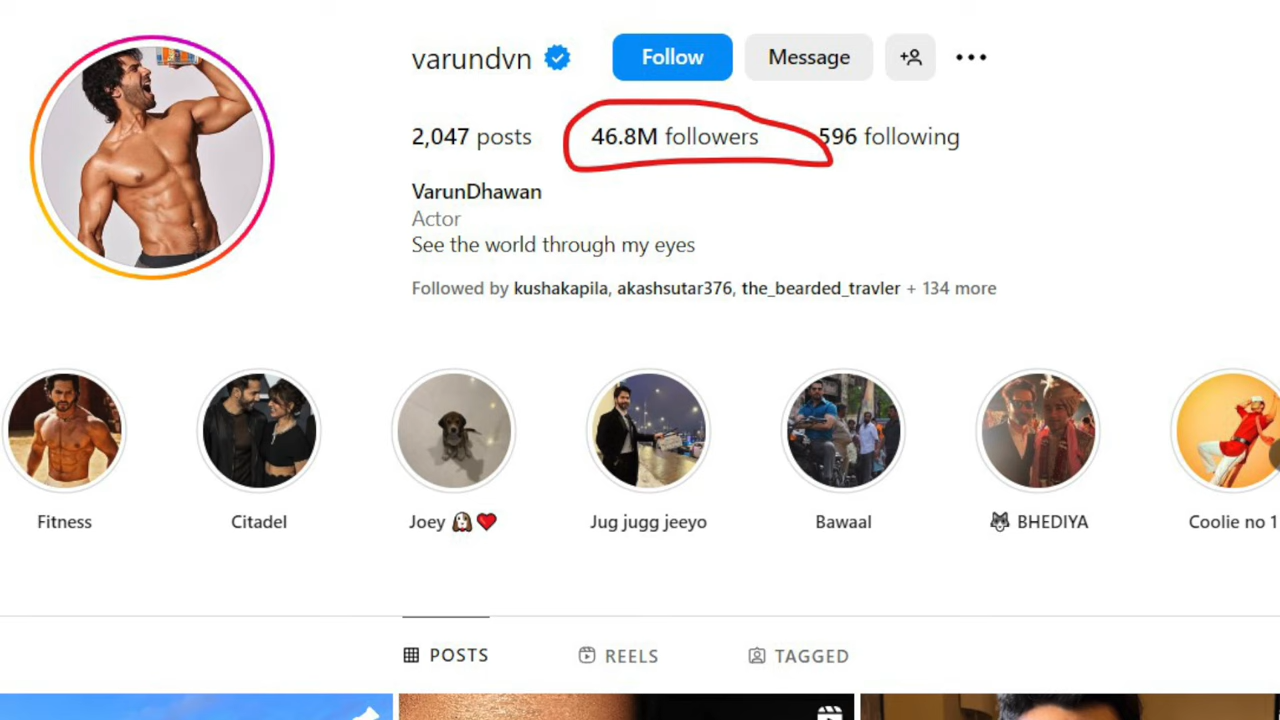 varundvn Follow Message
2,047 posts 46.8M followers 596 following
VarunDhawan
Actor
See the world through my eyes
Followed by kushakapila, akashsutar376, the_bearded_travler + 134 more
Fitness Citadel Joey 🐶❤️ Jug jugg jeeyo Bawaal 🐺 BHEDIYA Coolie no 1
POSTS REELS TAGGED